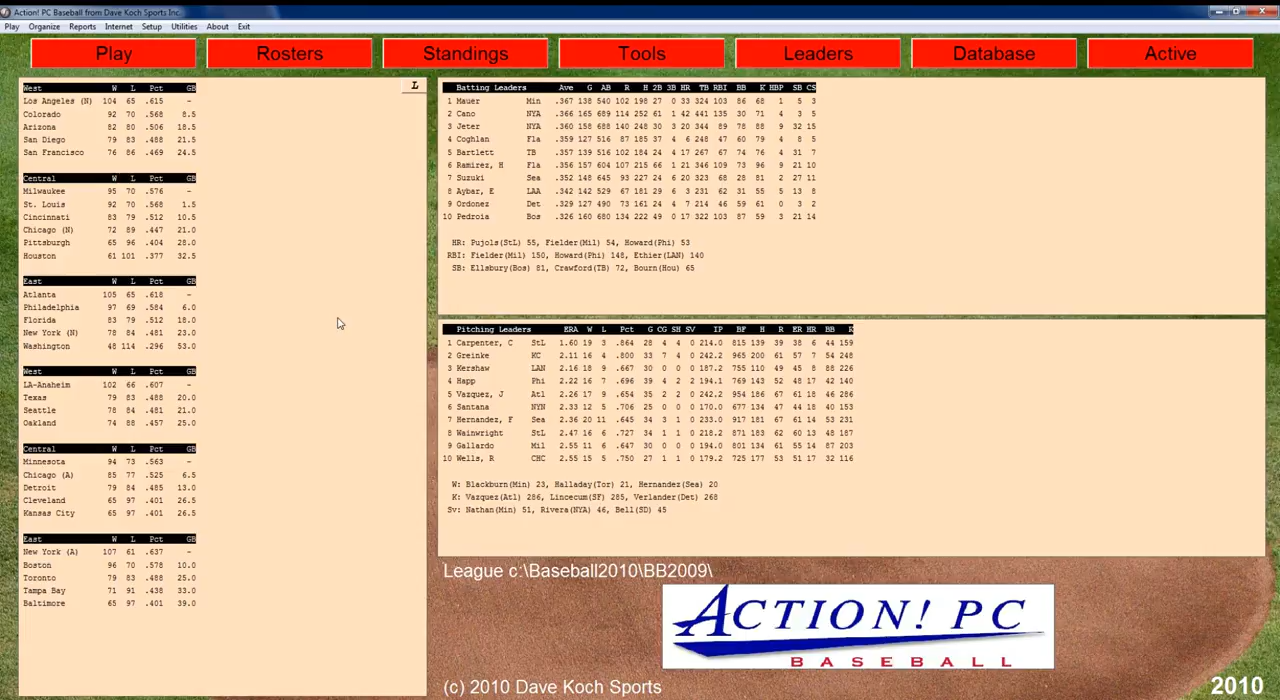 Action! PC Baseball from Dave Koch Sports Inc.
Play Organize Reports Internet Setup Utilities About Exit
Play Rosters Standings Tools Leaders Database Active
L
West W L Pct GB
Los Angeles (N) 104 65 .615 -
Colorado 92 70 .568 8.5
Arizona 82 80 .506 18.5
San Diego 79 83 .488 21.5
San Francisco 76 86 .469 24.5
Central W L Pct GB
Milwaukee 95 70 .576 -
St. Louis 92 70 .568 1.5
Cincinnati 83 79 .512 10.5
Chicago (N) 72 89 .447 21.0
Pittsburgh 65 96 .404 28.0
Houston 61 101 .377 32.5
East W L Pct GB
Atlanta 105 65 .618 -
Philadelphia 97 69 .584 6.0
Florida 83 79 .512 18.0
New York (N) 78 84 .481 23.0
Washington 48 114 .296 53.0
West W L Pct GB
LA-Anaheim 102 66 .607 -
Texas 79 83 .488 20.0
Seattle 78 84 .481 21.0
Oakland 74 88 .457 25.0
Central W L Pct GB
Minnesota 94 73 .563 -
Chicago (A) 85 77 .525 6.5
Detroit 79 84 .485 13.0
Cleveland 65 97 .401 26.5
Kansas City 65 97 .401 26.5
East W L Pct GB
New York (A) 107 61 .637 -
Boston 96 70 .578 10.0
Toronto 79 83 .488 25.0
Tampa Bay 71 91 .438 33.0
Baltimore 65 97 .401 39.0
Batting Leaders Ave G AB R H 2B 3B HR TB RBI BB K HBP SB CS
1 Mauer Min .367 138 540 102 198 27 0 33 324 103 86 68 1 5 3
2 Cano NYA .366 165 689 114 252 61 1 42 441 135 30 71 4 3 5
3 Jeter NYA .360 158 688 140 248 30 3 20 344 89 78 88 9 32 15
4 Coghlan Fla .359 127 516 87 185 37 4 6 248 47 60 79 4 8 5
5 Bartlett TB .357 139 516 102 184 24 4 17 267 67 74 76 4 31 7
6 Ramirez, H Fla .356 157 604 107 215 66 1 21 346 109 73 96 9 21 10
7 Suzuki Sea .352 148 645 93 227 24 6 20 323 68 28 81 2 27 11
8 Aybar, E LAA .342 142 529 67 181 29 6 3 231 62 31 55 5 13 8
9 Ordonez Det .329 127 490 73 161 24 4 7 214 46 59 61 0 3 2
10 Pedroia Bos .326 160 680 134 222 49 0 17 322 103 87 59 3 21 14
HR: Pujols(StL) 55, Fielder(Mil) 54, Howard(Phi) 53
RBI: Fielder(Mil) 150, Howard(Phi) 148, Ethier(LAN) 140
SB: Ellsbury(Bos) 81, Crawford(TB) 72, Bourn(Hou) 65
Pitching Leaders ERA W L Pct G CG SH SV IP BF H R ER HR BB K
1 Carpenter, C StL 1.60 19 3 .864 28 4 4 0 214.0 815 139 39 38 6 44 159
2 Greinke KC 2.11 16 4 .800 33 7 4 0 242.2 965 200 61 57 7 54 248
3 Kershaw LAN 2.16 18 9 .667 30 0 0 0 187.2 755 110 49 45 8 88 226
4 Happ Phi 2.22 16 7 .696 39 4 2 2 194.1 769 143 52 48 17 42 140
5 Vazquez, J Atl 2.26 17 9 .654 35 2 2 0 242.2 954 186 67 61 18 46 286
6 Santana NYN 2.33 12 5 .706 25 0 0 0 170.0 677 134 47 44 18 40 153
7 Hernandez, F Sea 2.36 20 11 .645 34 3 1 0 233.0 917 181 67 61 14 53 231
8 Wainwright StL 2.47 16 6 .727 34 1 1 0 218.2 871 183 62 60 13 48 187
9 Gallardo Mil 2.55 11 6 .647 30 0 0 0 194.0 801 134 61 55 14 87 203
10 Wells, R CHC 2.55 15 5 .750 27 1 1 0 179.2 725 177 53 51 17 32 116
W: Blackburn(Min) 23, Halladay(Tor) 21, Hernandez(Sea) 20
K: Vazquez(Atl) 286, Lincecum(SF) 285, Verlander(Det) 268
Sv: Nathan(Min) 51, Rivera(NYA) 46, Bell(SD) 45
League c:\Baseball2010\BB2009\
ACTION! PC
BASEBALL
(c) 2010 Dave Koch Sports
2010